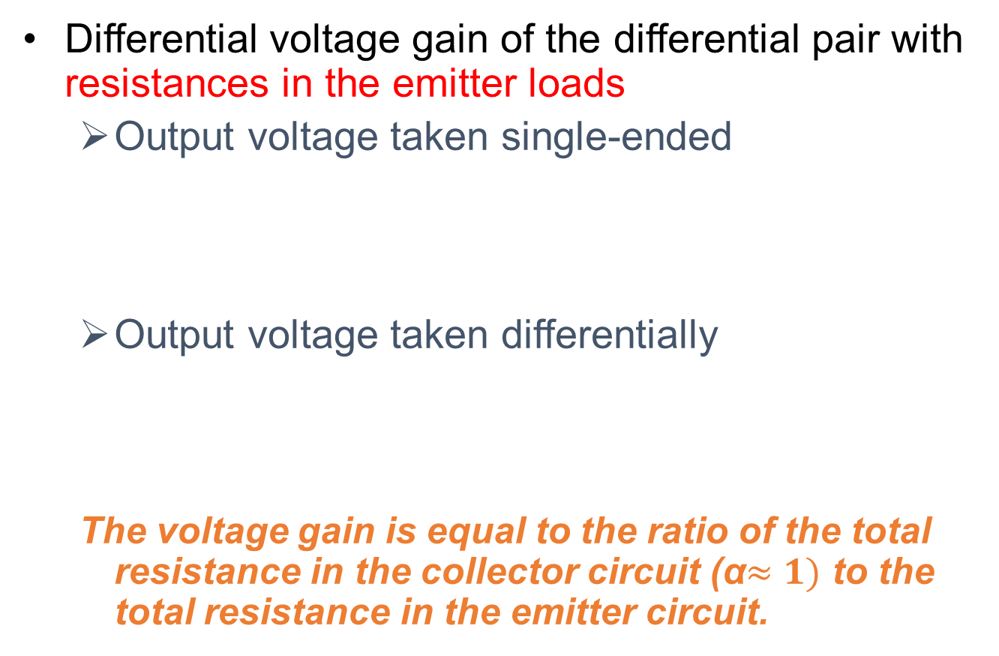 • Differential voltage gain of the differential pair with
resistances in the emitter loads
➢ Output voltage taken single-ended
➢ Output voltage taken differentially
The voltage gain is equal to the ratio of the total
resistance in the collector circuit (α≈ 1) to the
total resistance in the emitter circuit.